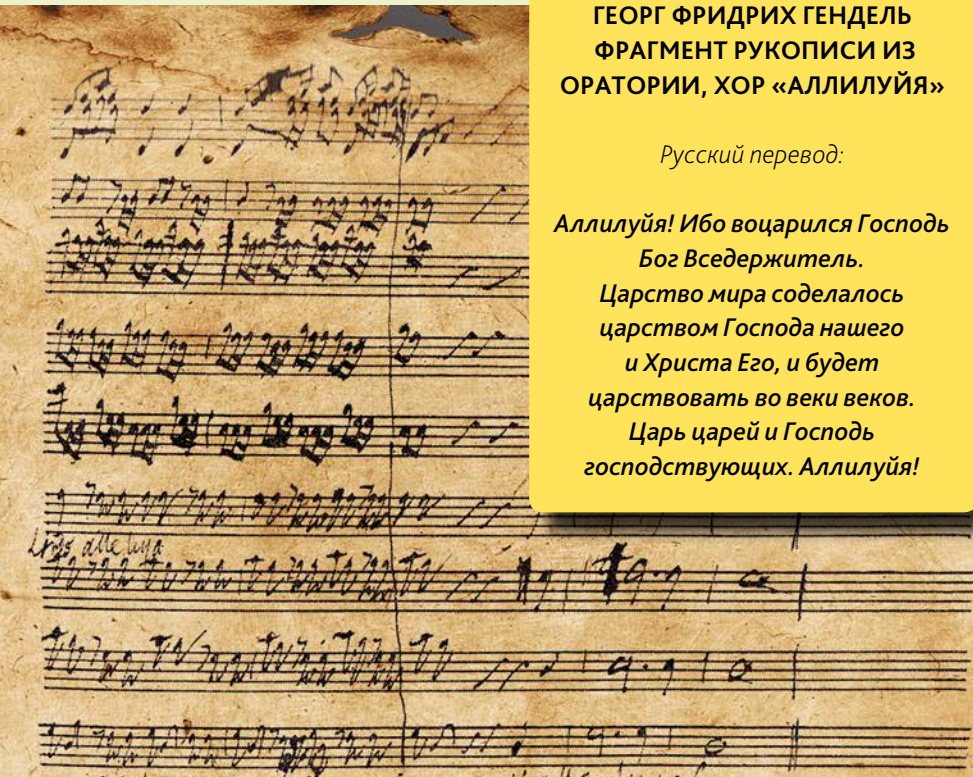 ГЕОРГ ФРИДРИХ ГЕНДЕЛЬ
ФРАГМЕНТ РУКОПИСИ ИЗ
ОРАТОРИИ, ХОР «АЛЛИЛУЙЯ»
Русский перевод:
Аллилуйя! Ибо воцарился Господь
Бог Вседержитель.
Царство мира соделалось
царством Господа нашего
и Христа Его, и будет
царствовать во веки веков.
Царь царей и Господь
господствующих. Аллилуйя!
alleluja